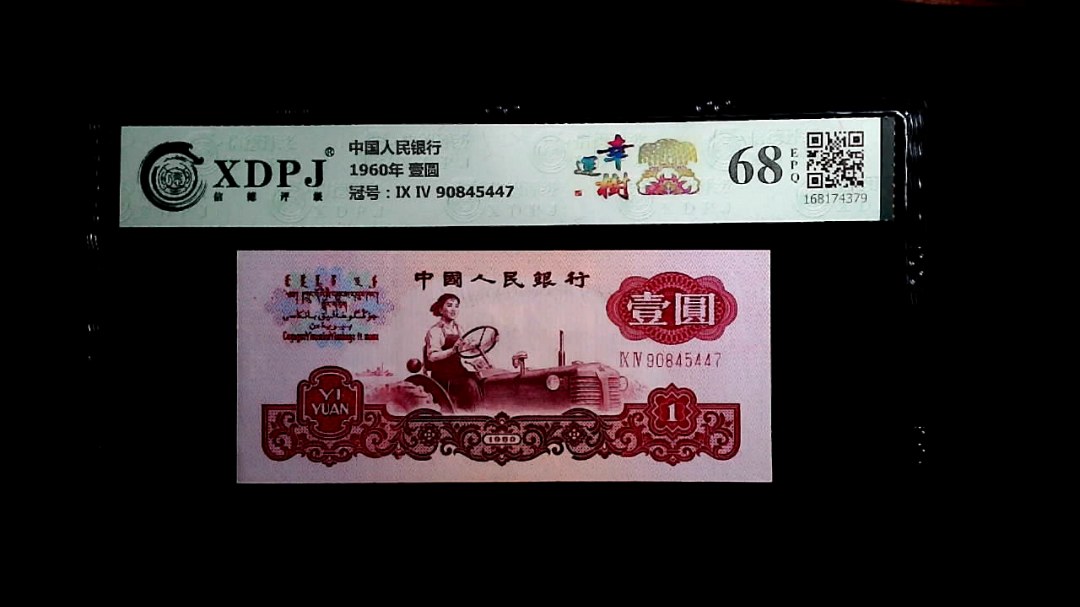 XDPJ®
信德评级
中国人民银行
1960年 壹圆
冠号：IX IV 90845447
幸運樹
68 EPQ
168174379
中國人民銀行
壹圓
IX IV 90845447
YI
YUAN
1960
1